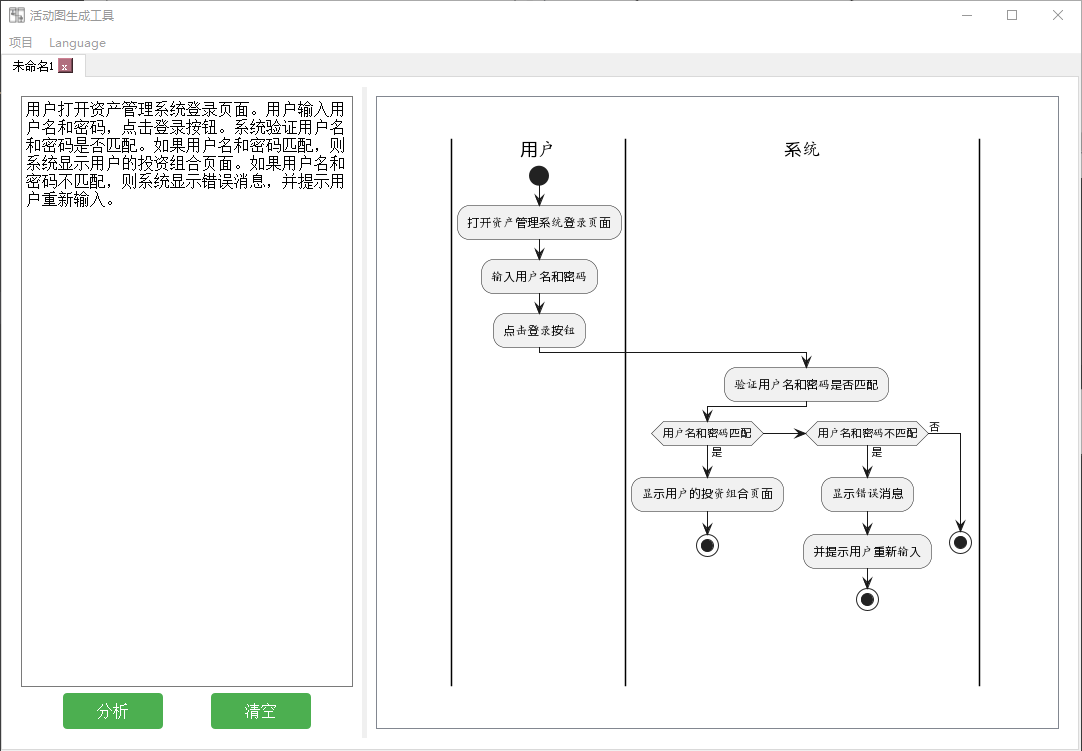 活动图生成工具
项目 Language
未命名1 x
用户打开资产管理系统登录页面。用户输入用
户名和密码，点击登录按钮。系统验证用户名
和密码是否匹配。如果用户名和密码匹配，则
系统显示用户的投资组合页面。如果用户名和
密码不匹配，则系统显示错误消息，并提示用
户重新输入。
分析
清空
用户
系统
打开资产管理系统登录页面
输入用户名和密码
点击登录按钮
验证用户名和密码是否匹配
用户名和密码匹配
用户名和密码不匹配
否
是
是
显示用户的投资组合页面
显示错误消息
并提示用户重新输入